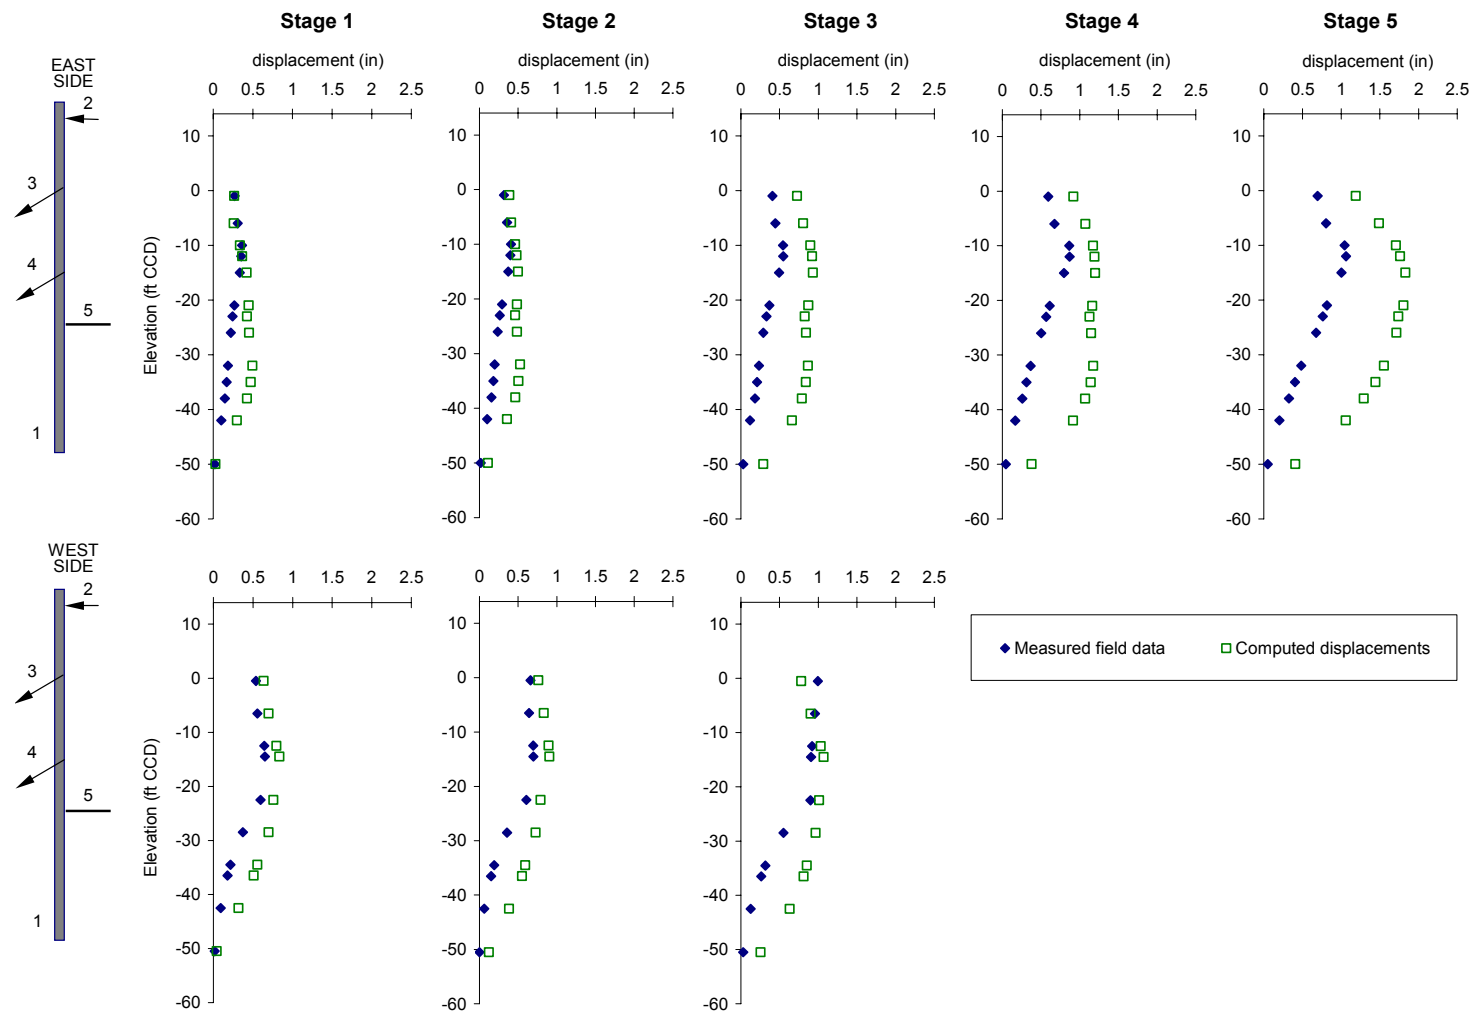 Stage 1 Stage 2 Stage 3 Stage 4 Stage 5
displacement (in) displacement (in) displacement (in) displacement (in) displacement (in)
0 0.5 1 1.5 2 2.5 0 0.5 1 1.5 2 2.5 0 0.5 1 1.5 2 2.5 0 0.5 1 1.5 2 2.5 0 0.5 1 1.5 2 2.5
EAST
SIDE
2
3
4
5
1
Elevation (ft CCD)
10 10 10 10 10
0 0 0 0 0
-10 -10 -10 -10 -10
-20 -20 -20 -20 -20
-30 -30 -30 -30 -30
-40 -40 -40 -40 -40
-50 -50 -50 -50 -50
-60 -60 -60 -60 -60
WEST
SIDE
2
3
4
5
1
0 0.5 1 1.5 2 2.5 0 0.5 1 1.5 2 2.5 0 0.5 1 1.5 2 2.5
Elevation (ft CCD)
10 10 10
0 0 0
-10 -10 -10
-20 -20 -20
-30 -30 -30
-40 -40 -40
-50 -50 -50
-60 -60 -60
Measured field data Computed displacements